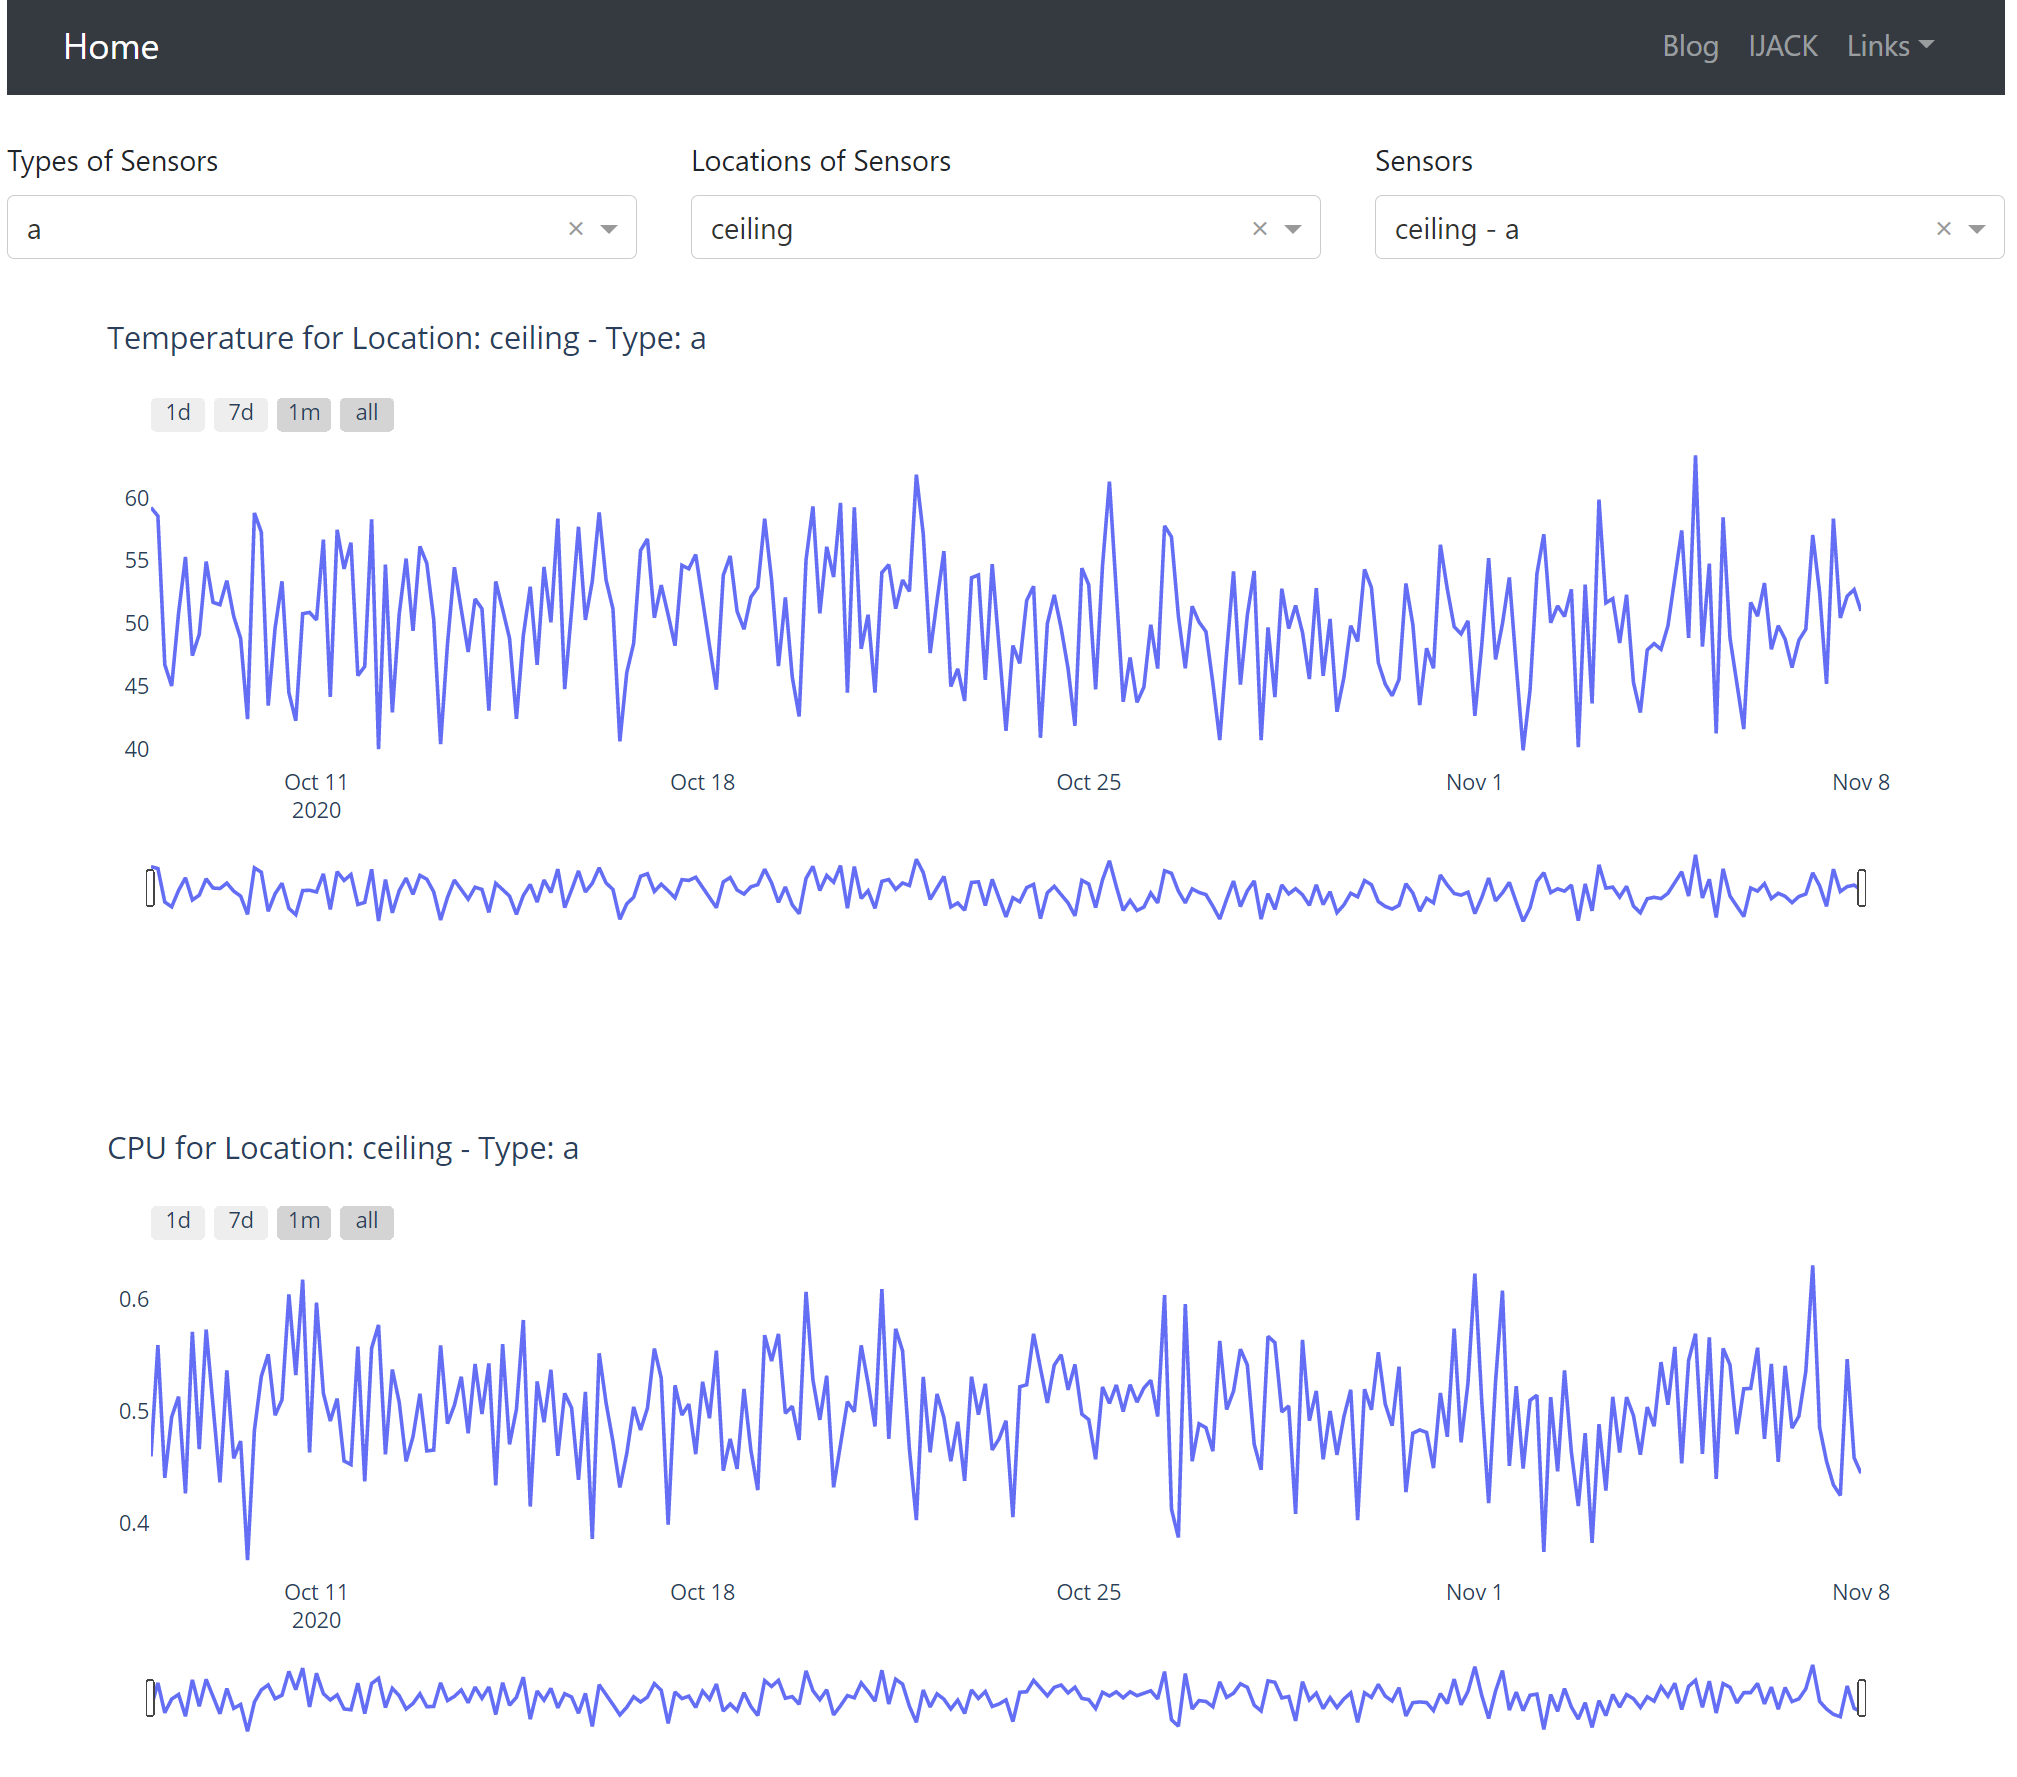 Home Blog IJACK Links
Types of Sensors Locations of Sensors Sensors
a × ceiling × ceiling - a ×
Temperature for Location: ceiling - Type: a
1d 7d 1m all
60
55
50
45
40
Oct 11 Oct 18 Oct 25 Nov 1 Nov 8
2020
CPU for Location: ceiling - Type: a
1d 7d 1m all
0.6
0.5
0.4
Oct 11 Oct 18 Oct 25 Nov 1 Nov 8
2020